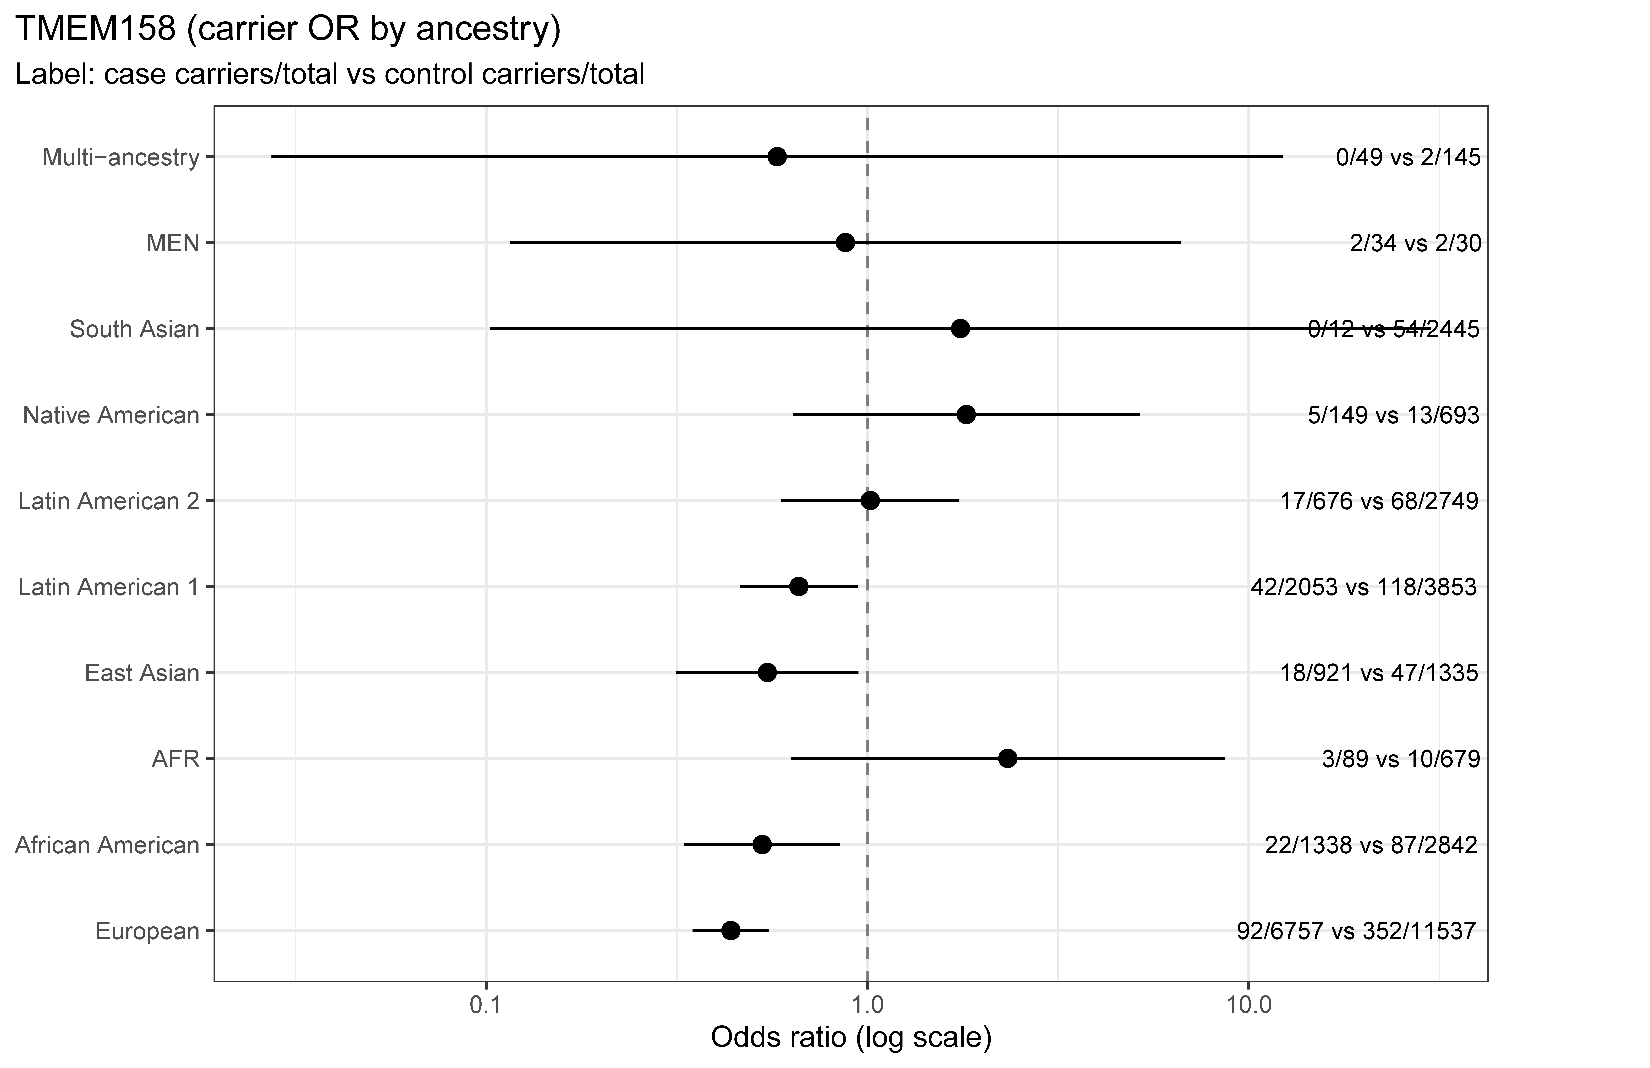 TMEM158 (carrier OR by ancestry)
Label: case carriers/total vs control carriers/total
Multi−ancestry 0/49 vs 2/145
MEN 2/34 vs 2/30
South Asian 0/12 vs 54/2445
Native American 5/149 vs 13/693
Latin American 2 17/676 vs 68/2749
Latin American 1 42/2053 vs 118/3853
East Asian 18/921 vs 47/1335
AFR 3/89 vs 10/679
African American 22/1338 vs 87/2842
European 92/6757 vs 352/11537
0.1 1.0 10.0
Odds ratio (log scale)